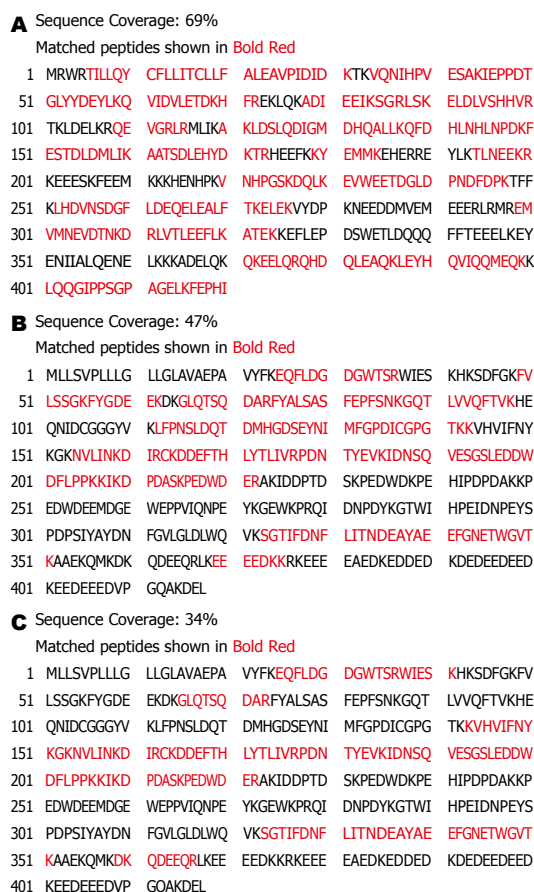 A Sequence Coverage: 69%
Matched peptides shown in Bold Red
1 MRWRTILLQY CFLLITCLLF ALEAVPIDID KTKVQNIHPV ESAKIEPPDT
51 GLYYDEYLKQ VIDVLETDKH FREKLQKADI EEIKSGRLSK ELDLVSHHVR
101 TKLDELKRQE VGRLRMLIKA KLDSLQDIGM DHQALLKQFD HLNHLNPDKF
151 ESTDLDMLIK AATSDLEHYD KTRHEEFKKY EMMKEHERRE YLKTLNEEKR
201 KEEESKFEEM KKKHENHPKV NHPGSKDQLK EVWEETDGLD PNDFDPKTFF
251 KLHDVNSDGF LDEQELEALF TKELEKVYDP KNEEDDMVEM EEERLRMREM
301 VMNEVDTNKD RLVTLEEFLK ATEKKEFLEP DSWETLDQQQ FFTEEELKEY
351 ENIIALQENE LKKKADELQK QKEELQRQHD QLEAQKLEYH QVIQQMEQKK
401 LQQGIPPSGP AGELKFEPHI
B Sequence Coverage: 47%
Matched peptides shown in Bold Red
1 MLLSVPLLLG LLGLAVAEPA VYFKEQFLDG DGWTSRWIES KHKSDFGKFV
51 LSSGKFYGDE EKDKGLQTSQ DARFYALSAS FEPFSNKGQT LVVQFTVKHE
101 QNIDCGGGYV KLFPNSLDQT DMHGDSEYNI MFGPDICGPG TKKVHVIFNY
151 KGKNVLINKD IRCKDDEFTH LYTLIVRPDN TYEVKIDNSQ VESGSLEDDW
201 DFLPPKKIKD PDASKPEDWD ERAKIDDPTD SKPEDWDKPE HIPDPDAKKP
251 EDWDEEMDGE WEPPVIQNPE YKGEWKPRQI DNPDYKGTWI HPEIDNPEYS
301 PDPSIYAYDN FGVLGLDLWQ VKSGTIFDNF LITNDEAYAE EFGNETWGVT
351 KAAEKQMKDK QDEEQRLKEE EEDKKRKEEE EAEDKEDDED KDEDEEDEED
401 KEEDEEEDVP GQAKDEL
C Sequence Coverage: 34%
Matched peptides shown in Bold Red
1 MLLSVPLLLG LLGLAVAEPA VYFKEQFLDG DGWTSRWIES KHKSDFGKFV
51 LSSGKFYGDE EKDKGLQTSQ DARFYALSAS FEPFSNKGQT LVVQFTVKHE
101 QNIDCGGGYV KLFPNSLDQT DMHGDSEYNI MFGPDICGPG TKKVHVIFNY
151 KGKNVLINKD IRCKDDEFTH LYTLIVRPDN TYEVKIDNSQ VESGSLEDDW
201 DFLPPKKIKD PDASKPEDWD ERAKIDDPTD SKPEDWDKPE HIPDPDAKKP
251 EDWDEEMDGE WEPPVIQNPE YKGEWKPRQI DNPDYKGTWI HPEIDNPEYS
301 PDPSIYAYDN FGVLGLDLWQ VKSGTIFDNF LITNDEAYAE EFGNETWGVT
351 KAAEKQMKDK QDEEQRLKEE EEDKKRKEEE EAEDKEDDED KDEDEEDEED
401 KEEDEEEDVP GQAKDEL